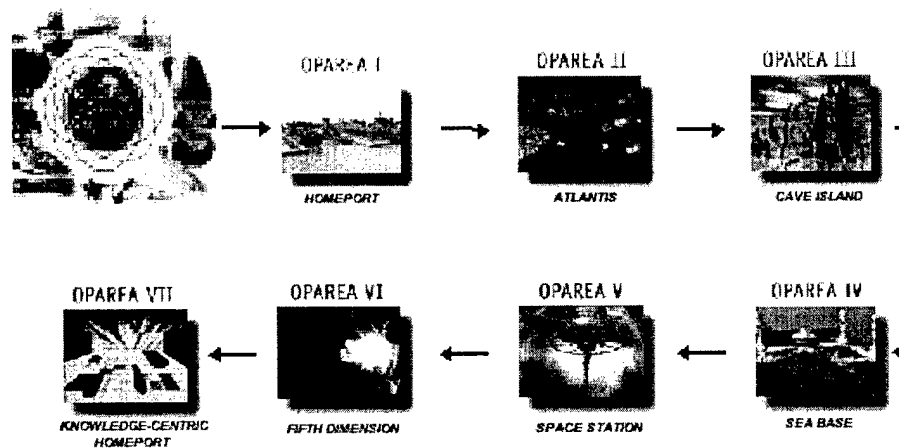 OPAREA I
HOMEPORT
OPAREA II
ATLANTIS
OPAREA III
CAVE ISLAND
OPAREA IV
SEA BASE
OPAREA V
SPACE STATION
OPAREA VI
FIFTH DIMENSION
OPAREA VII
KNOWLEDGE-CENTRIC
HOMEPORT